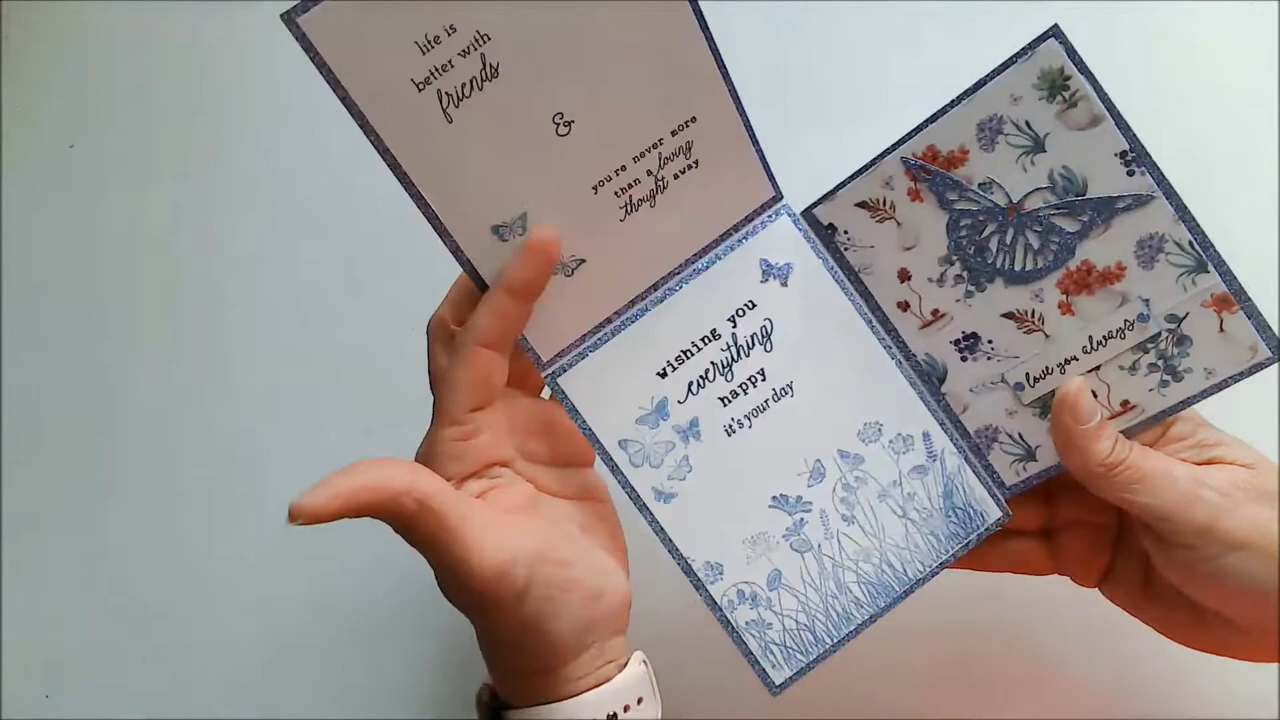 life is
better with
friends
&
you're never more
than a loving
thought away
wishing you
everything
happy
it's your day
love you always